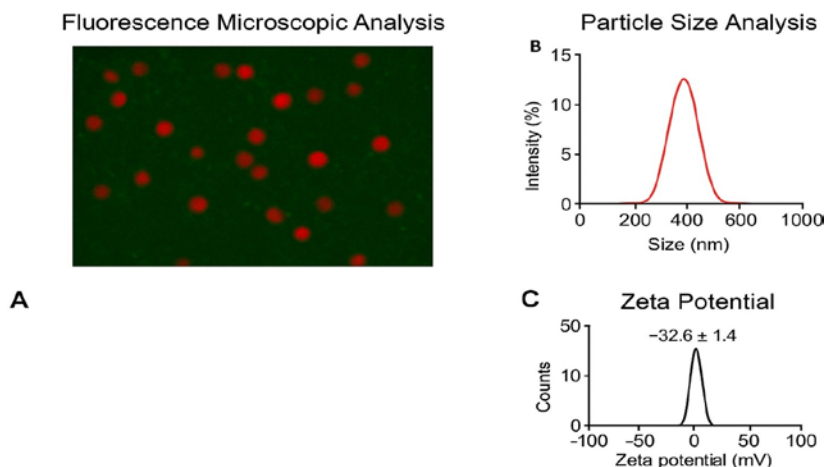 Fluorescence Microscopic Analysis
A
Particle Size Analysis
B
15
10
5
0
Intensity (%)
0 200 400 600 1000
Size (nm)
C Zeta Potential
−32.6 ± 1.4
50
10
0
Counts
−100 −50 0 50 100
Zeta potential (mV)